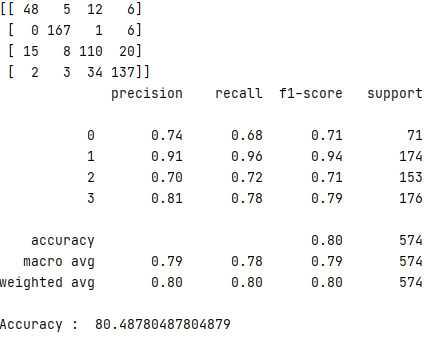 [[ 48   5  12   6]
 [  0 167   1   6]
 [ 15   8 110  20]
 [  2   3  34 137]]
              precision    recall  f1-score   support

           0       0.74      0.68      0.71        71
           1       0.91      0.96      0.94       174
           2       0.70      0.72      0.71       153
           3       0.81      0.78      0.79       176

    accuracy                           0.80       574
   macro avg       0.79      0.78      0.79       574
weighted avg       0.80      0.80      0.80       574

Accuracy :  80.48780487804879